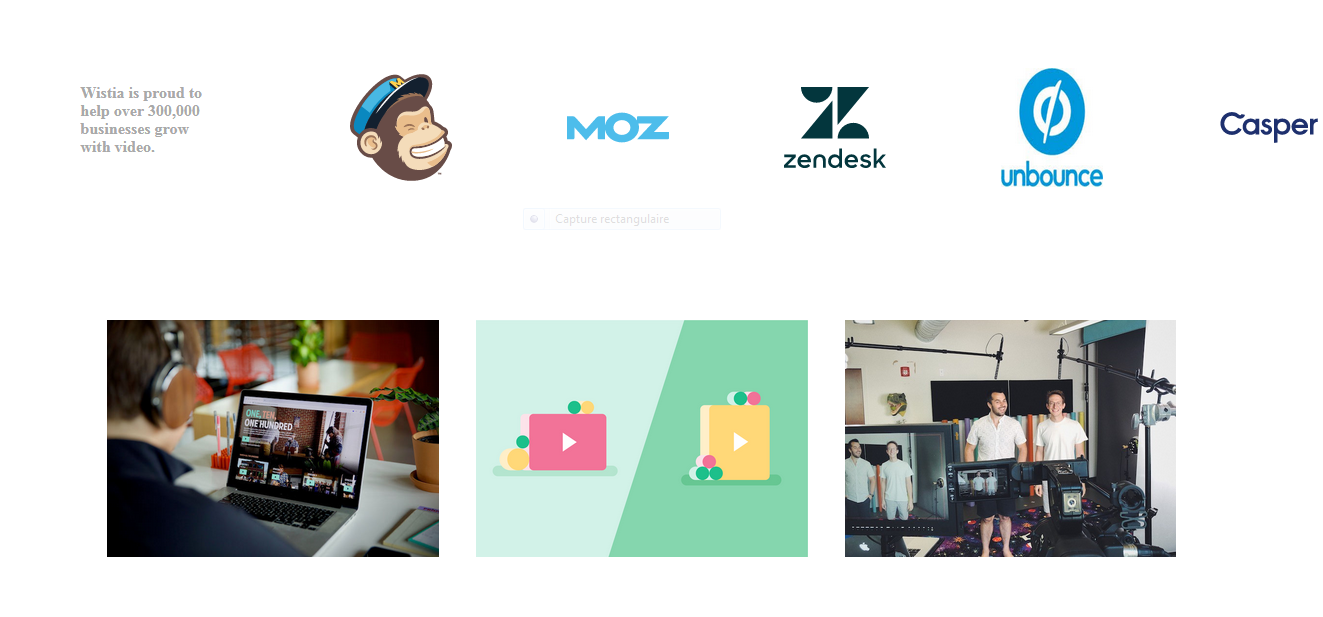 Wistia is proud to
help over 300,000
businesses grow
with video.
MOZ
zendesk
unbounce
Casper
Capture rectangulaire
ONE, TEN,
ONE HUNDRED